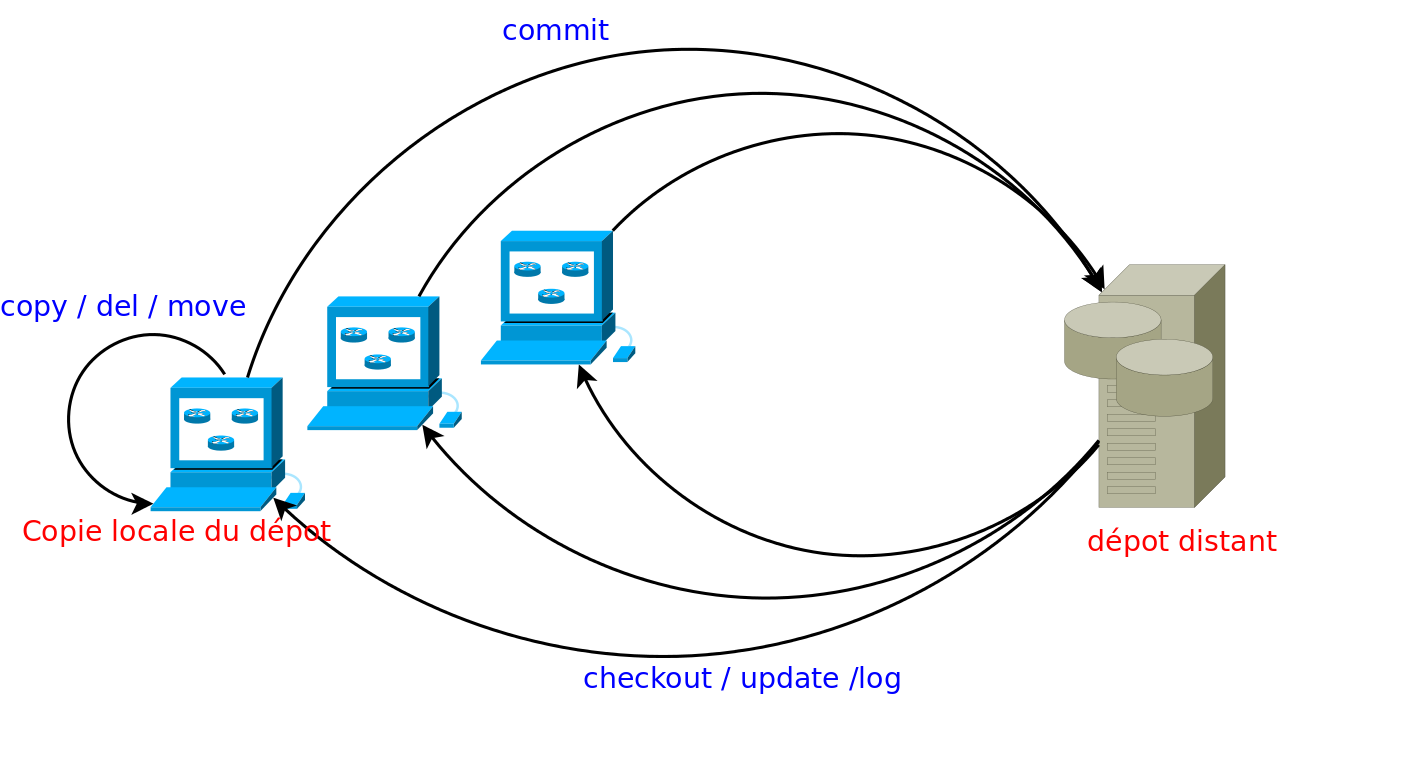 commit
copy / del / move
Copie locale du dépot
dépot distant
checkout / update /log